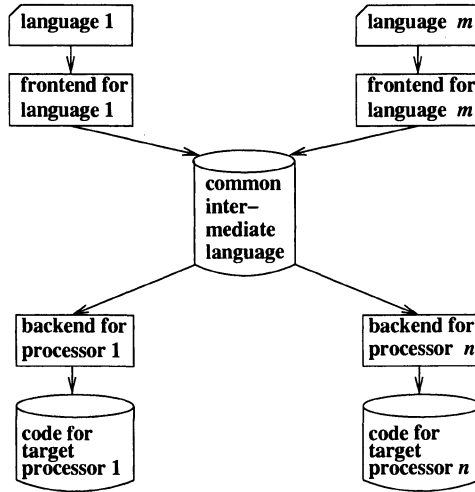 language 1
language m
frontend for
language 1
frontend for
language m
common
inter–
mediate
language
backend for
processor 1
backend for
processor n
code for
target
processor 1
code for
target
processor n